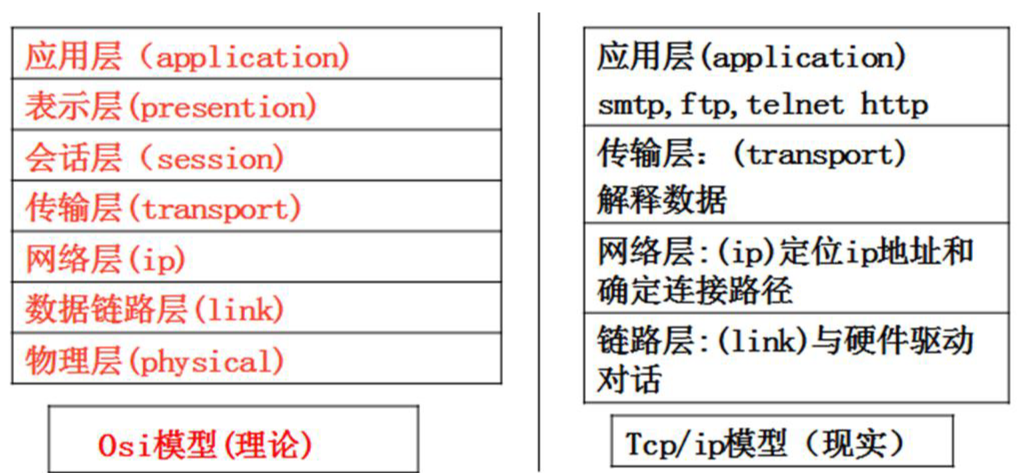 应用层（application)
表示层(presention)
会话层（session)
传输层(transport)
网络层(ip)
数据链路层(link)
物理层(physical)
Osi模型(理论)
应用层(application)
smtp,ftp,telnet http
传输层：(transport)
解释数据
网络层:(ip)定位ip地址和
确定连接路径
链路层:(link)与硬件驱动
对话
Tcp/ip模型（现实）